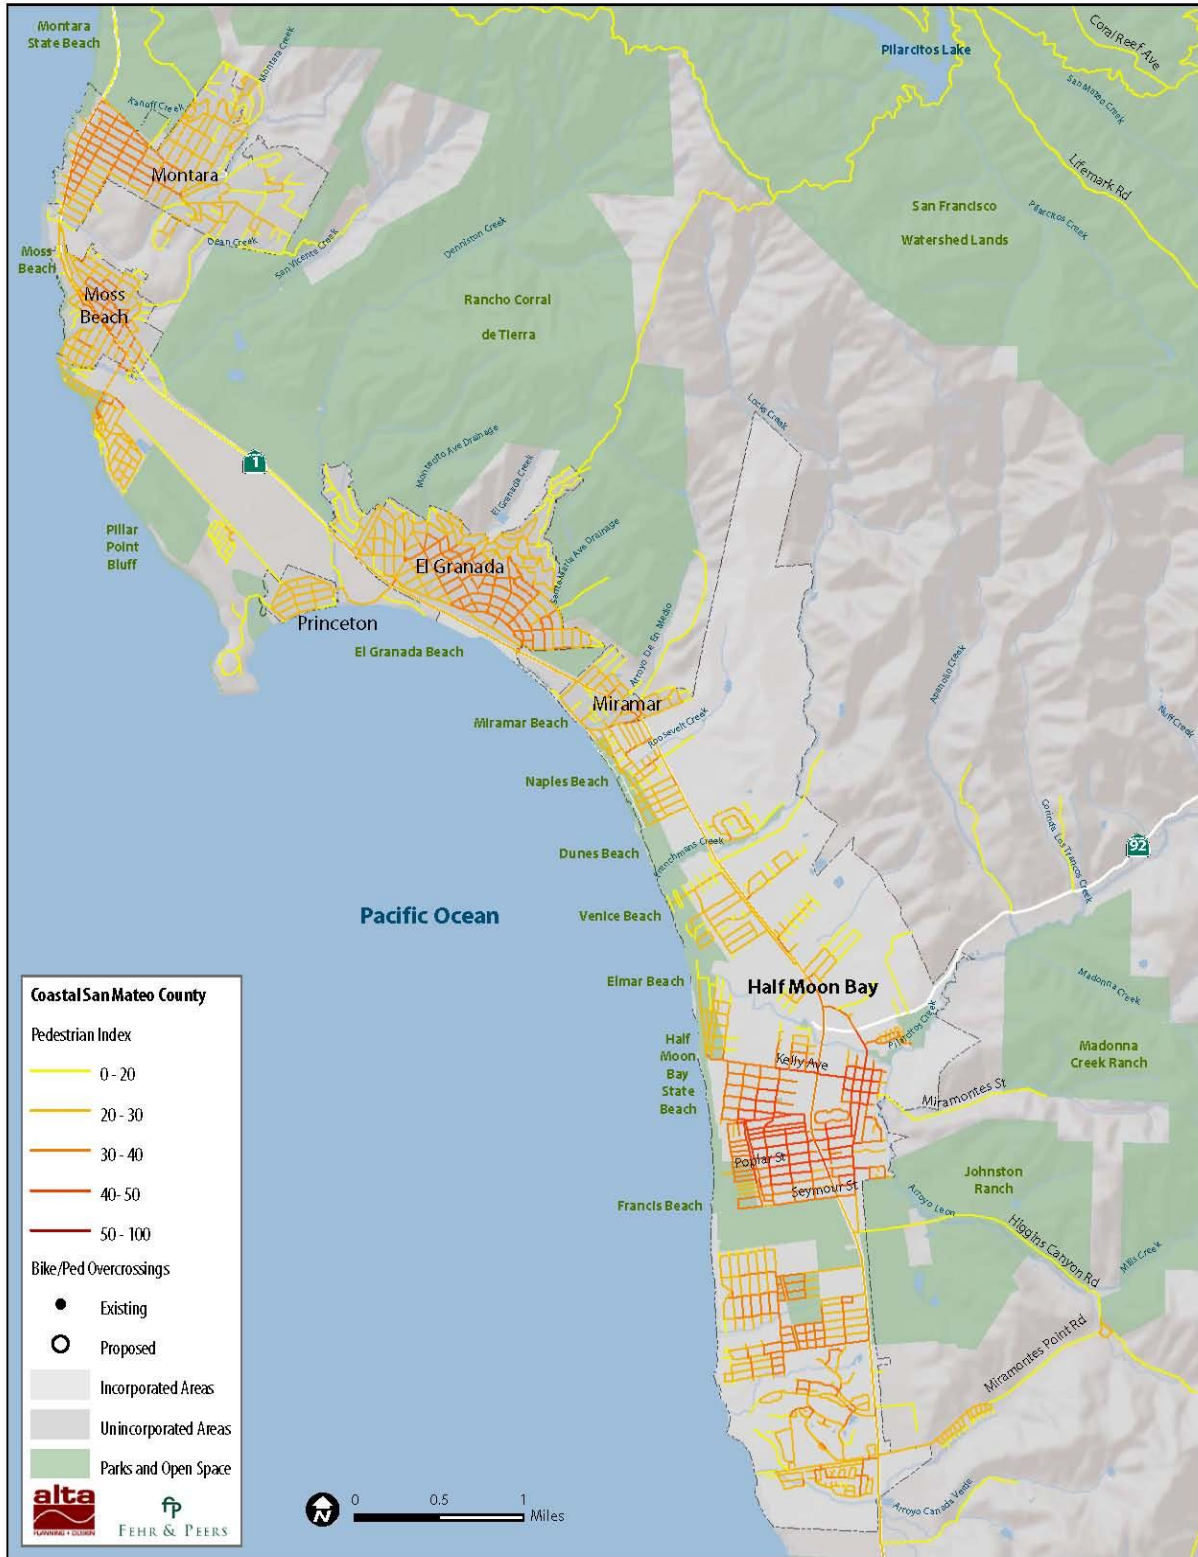 Montara
State Beach
Montara Creek
Kanoff Creek
Montara
Pilarcitos Lake
Coral Reef Ave
San Mateo Creek
Lifemark Rd
San Francisco
Watershed Lands
Pilarcitos Creek
Dean Creek
San Vicente Creek
Denniston Creek
Moss
Beach
Moss
Beach
Rancho Corral
de Tierra
Locks Creek
1
Montecito Ave Drainage
El Granada Creek
Pillar
Point
Bluff
El Granada
Santa Maria Ave Drainage
Princeton
El Granada Beach
Arroyo De En Medio
Miramar
Miramar Beach
Roosevelt Creek
Apanolio Creek
Nuff Creek
Naples Beach
Dunes Beach
Frenchmans Creek
Corinda Los Trancos Creek
92
Pacific Ocean
Venice Beach
Elmar Beach
Half Moon Bay
Madonna Creek
Pilarcitos Creek
Half
Moon
Bay
State
Beach
Kelly Ave
Madonna
Creek Ranch
Miramontes St
Poplar St
Seymour St
Francis Beach
Johnston
Ranch
Arroyo Leon
Higgins Canyon Rd
Mills Creek
Miramontes Point Rd
Arroyo Canada Verde
Coastal San Mateo County
Pedestrian Index
0 - 20
20 - 30
30 - 40
40 - 50
50 - 100
Bike/Ped Overcrossings
Existing
Proposed
Incorporated Areas
Unincorporated Areas
Parks and Open Space
alta
PLANNING + DESIGN
fp
FEHR & PEERS
N
0 0.5 1
Miles